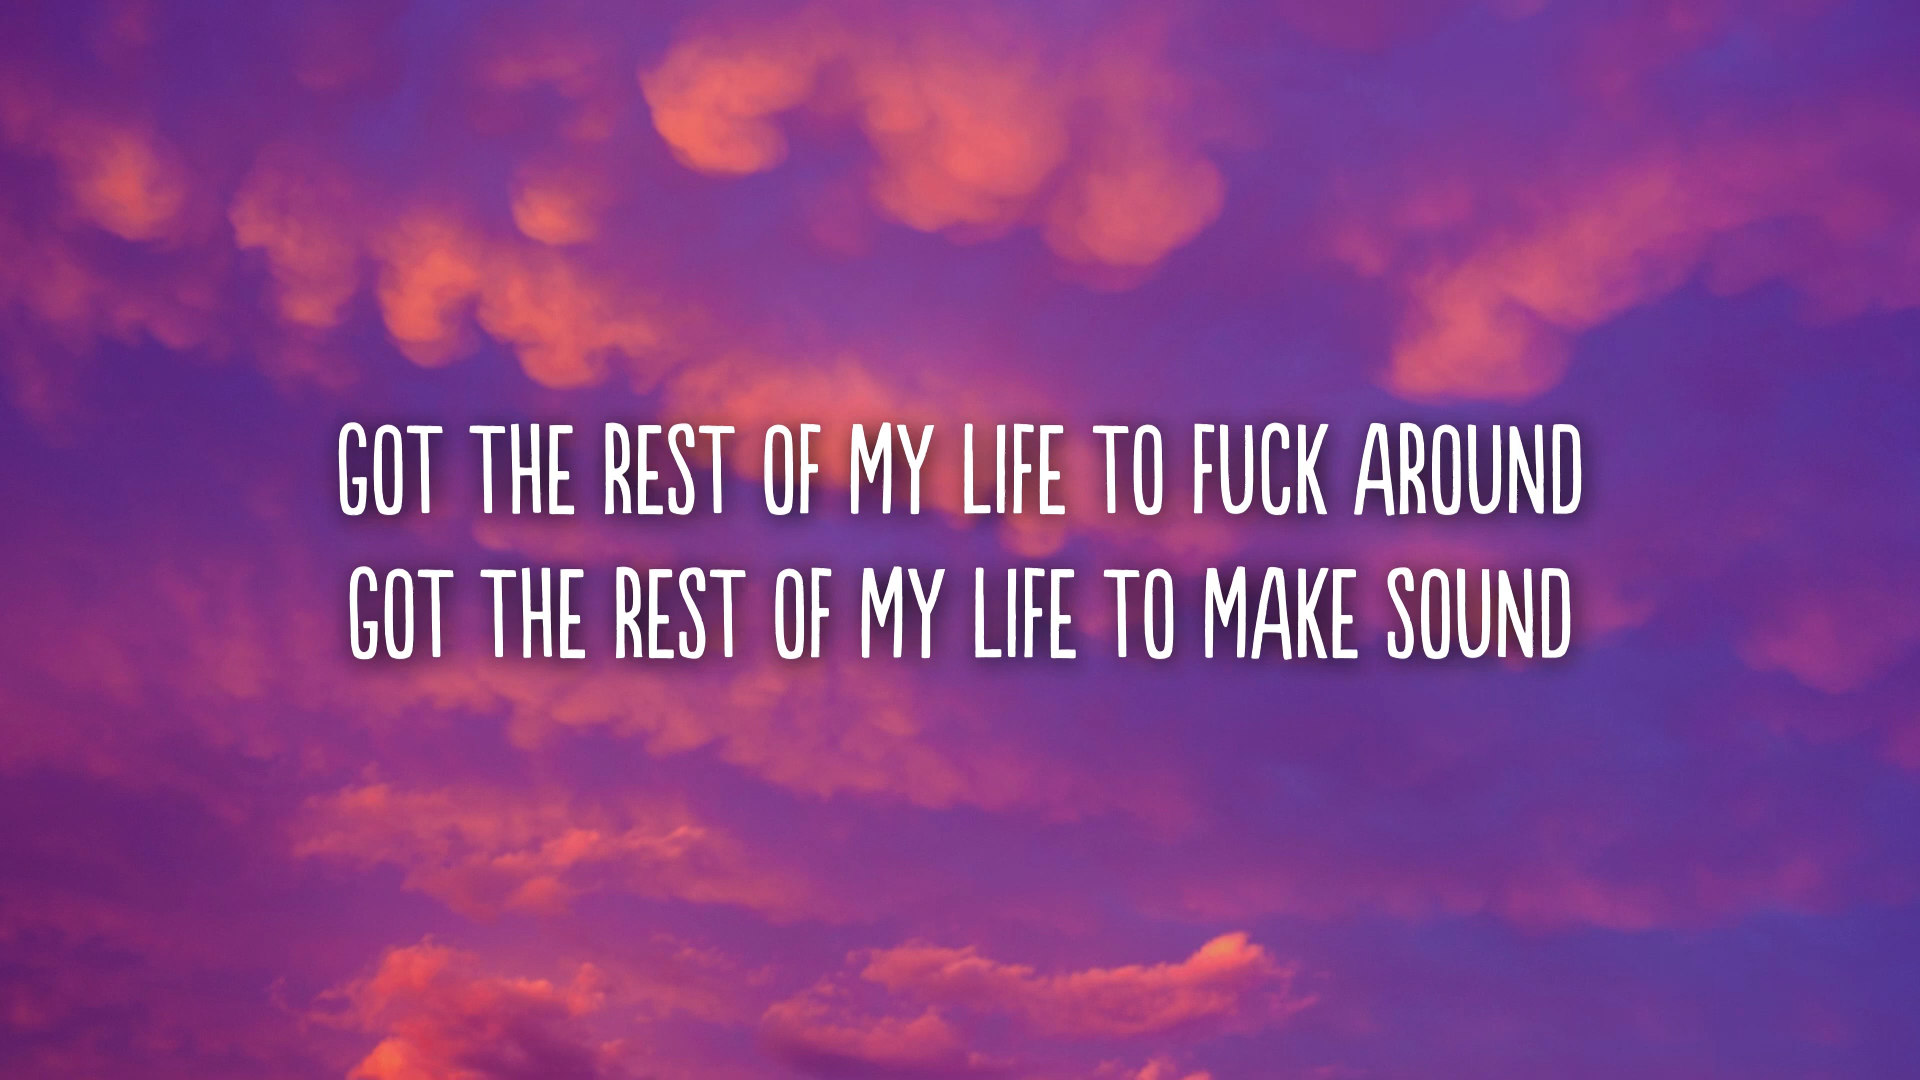 GOT THE REST OF MY LIFE TO FUCK AROUND
GOT THE REST OF MY LIFE TO MAKE SOUND